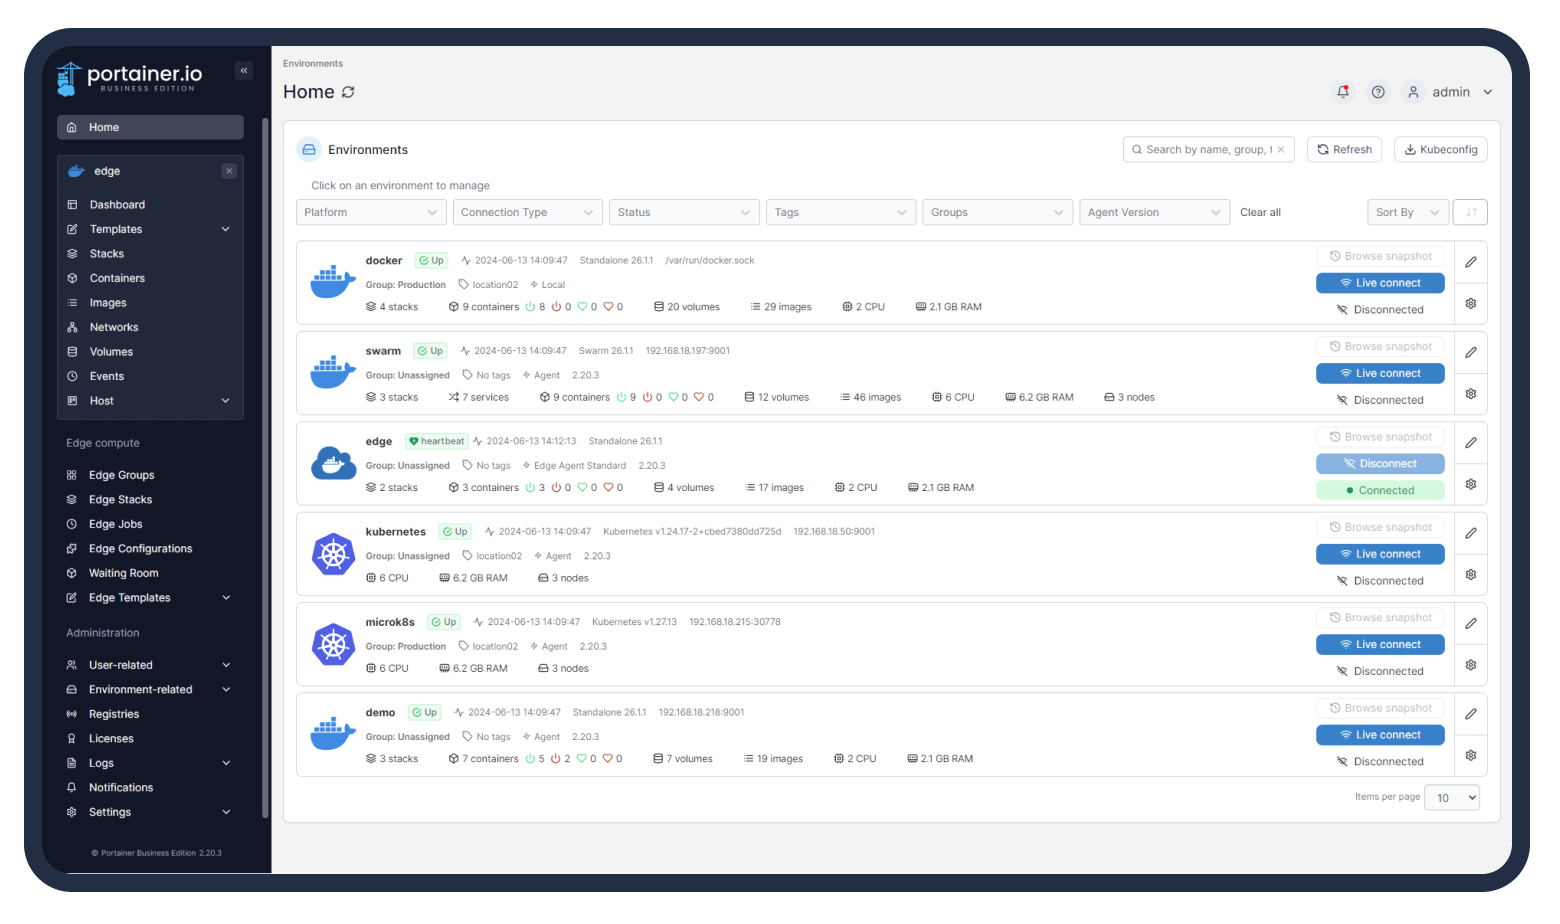 portainer.io
BUSINESS EDITION
Home
edge
Dashboard
Templates
Stacks
Containers
Images
Networks
Volumes
Events
Host
Edge compute
Edge Groups
Edge Stacks
Edge Jobs
Edge Configurations
Waiting Room
Edge Templates
Administration
User-related
Environment-related
Registries
Licenses
Logs
Notifications
Settings
© Portainer Business Edition 2.20.3
Environments
Home
admin
Environments
Search by name, group, t
Refresh
Kubeconfig
Click on an environment to manage
Platform Connection Type Status Tags Groups Agent Version Clear all Sort By
docker Up 2024-06-13 14:09:47 Standalone 26.1.1 /var/run/docker.sock
Group: Production location02 Local
4 stacks 9 containers 8 0 0 0 20 volumes 29 images 2 CPU 2.1 GB RAM
Browse snapshot
Live connect
Disconnected
swarm Up 2024-06-13 14:09:47 Swarm 26.1.1 192.168.18.197:9001
Group: Unassigned No tags Agent 2.20.3
3 stacks 7 services 9 containers 9 0 0 0 12 volumes 46 images 6 CPU 6.2 GB RAM 3 nodes
Browse snapshot
Live connect
Disconnected
edge heartbeat 2024-06-13 14:12:13 Standalone 26.1.1
Group: Unassigned No tags Edge Agent Standard 2.20.3
2 stacks 3 containers 3 0 0 0 4 volumes 17 images 2 CPU 2.1 GB RAM
Browse snapshot
Disconnect
Connected
kubernetes Up 2024-06-13 14:09:47 Kubernetes v1.24.17-2+cbed7380dd725d 192.168.18.50:9001
Group: Unassigned location02 Agent 2.20.3
6 CPU 6.2 GB RAM 3 nodes
Browse snapshot
Live connect
Disconnected
microk8s Up 2024-06-13 14:09:47 Kubernetes v1.27.13 192.168.18.215:30778
Group: Production location02 Agent 2.20.3
6 CPU 6.2 GB RAM 3 nodes
Browse snapshot
Live connect
Disconnected
demo Up 2024-06-13 14:09:47 Standalone 26.1.1 192.168.18.218:9001
Group: Unassigned No tags Agent 2.20.3
3 stacks 7 containers 5 2 0 0 7 volumes 19 images 2 CPU 2.1 GB RAM
Browse snapshot
Live connect
Disconnected
Items per page 10